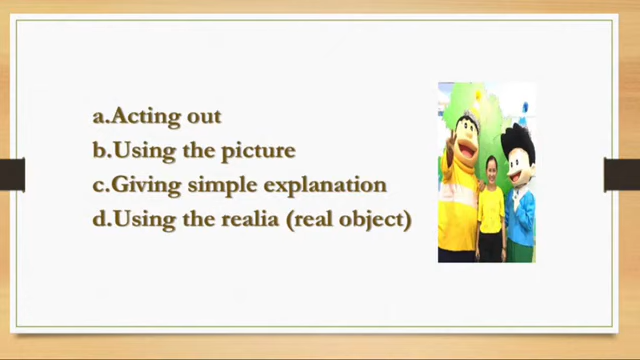 a.Acting out
b.Using the picture
c.Giving simple explanation
d.Using the realia (real object)